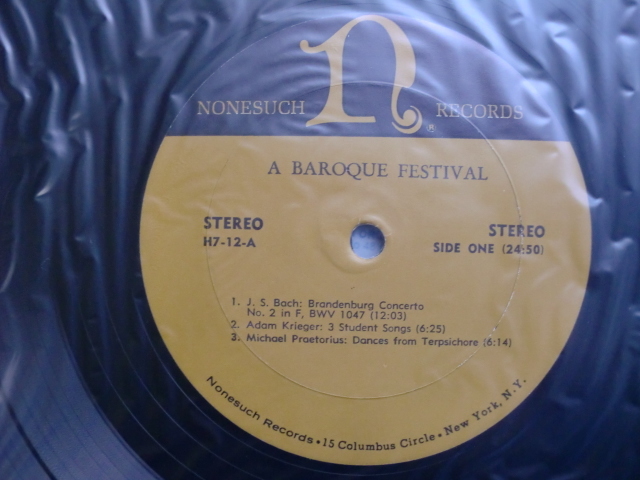 n
NONESUCH RECORDS ®
A BAROQUE FESTIVAL
STEREO STEREO
H7-12-A SIDE ONE (24:50)
1. J. S. Bach: Brandenburg Concerto
No. 2 in F, BWV 1047 (12:03)
2. Adam Krieger: 3 Student Songs (6:25)
3. Michael Praetorius: Dances from Terpsichore (6:14)
Nonesuch Records • 15 Columbus Circle • New York, N.Y.